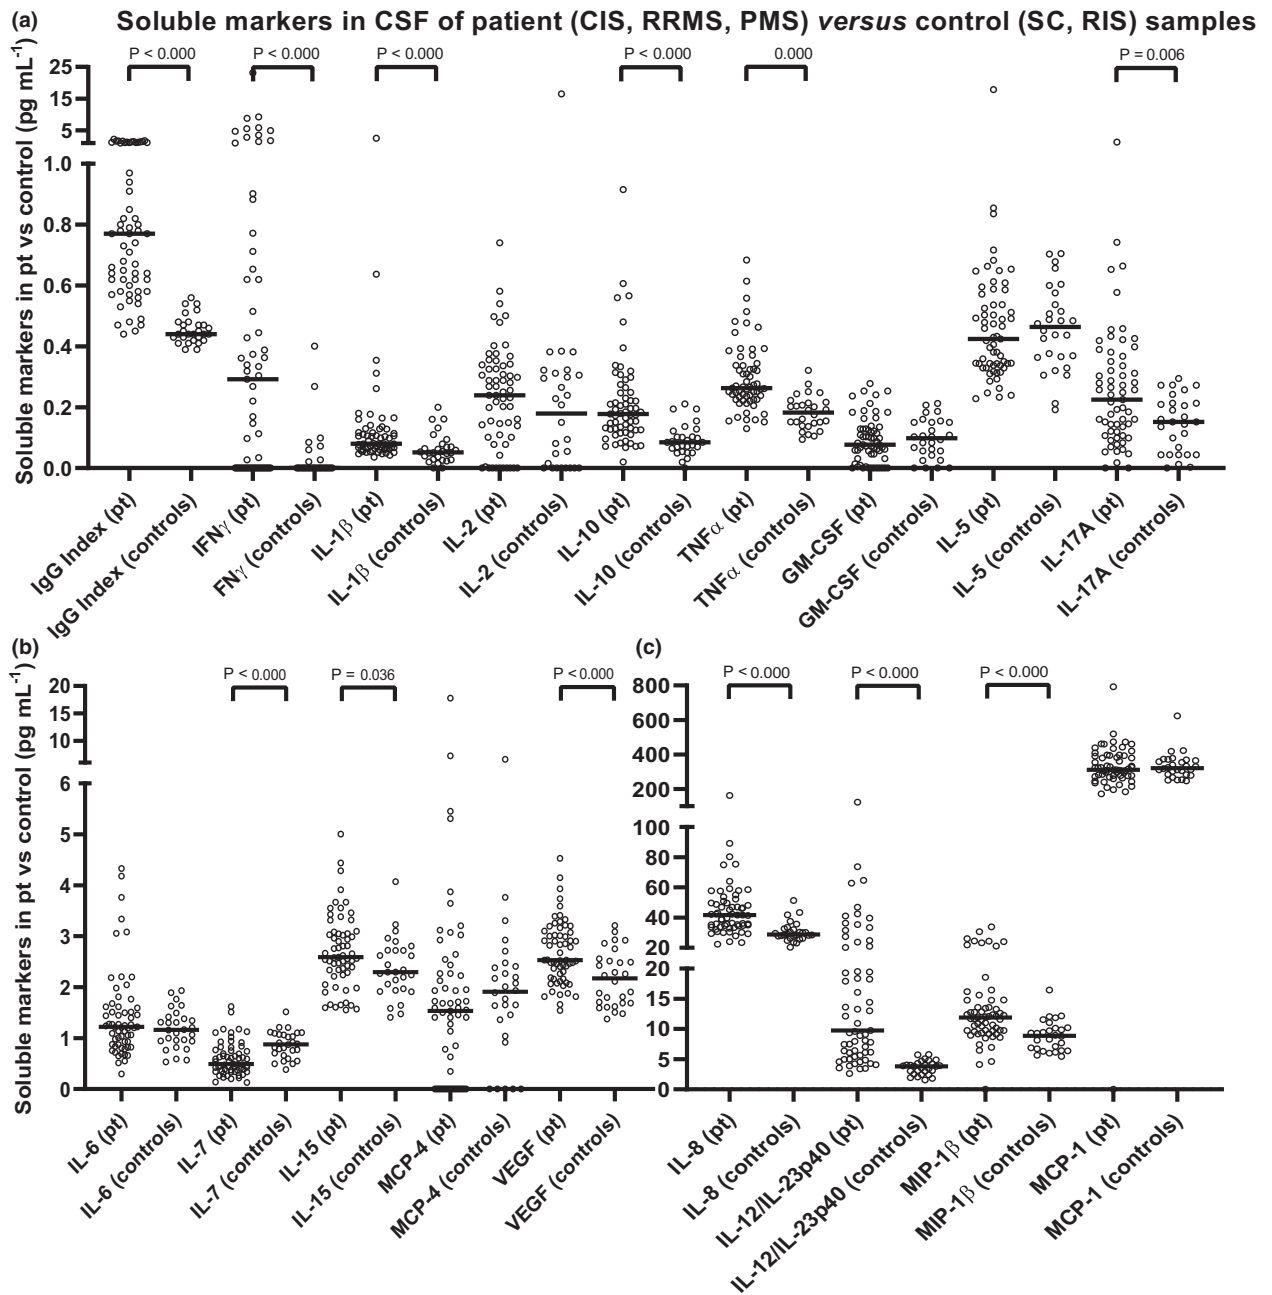 (a) Soluble markers in CSF of patient (CIS, RRMS, PMS) versus control (SC, RIS) samples
Soluble markers in pt vs control (pg mL⁻¹)
P < 0.000 P < 0.000 P < 0.000 P < 0.000 0.000 P = 0.006
25
15
5
1.0
0.8
0.6
0.4
0.2
0.0
IgG Index (pt)
IgG Index (controls)
IFNγ (pt)
FNγ (controls)
IL-1β (pt)
IL-1β (controls)
IL-2 (pt)
IL-2 (controls)
IL-10 (pt)
IL-10 (controls)
TNFα (pt)
TNFα (controls)
GM-CSF (pt)
GM-CSF (controls)
IL-5 (pt)
IL-5 (controls)
IL-17A (pt)
IL-17A (controls)
(b)
Soluble markers in pt vs control (pg mL⁻¹)
P < 0.000 P = 0.036 P < 0.000
20
15
10
6
5
4
3
2
1
0
IL-6 (pt)
IL-6 (controls)
IL-7 (pt)
IL-7 (controls)
IL-15 (pt)
IL-15 (controls)
MCP-4 (pt)
MCP-4 (controls)
VEGF (pt)
VEGF (controls)
(c)
P < 0.000 P < 0.000 P < 0.000
800
600
400
200
100
80
60
40
20
20
15
10
5
0
IL-8 (pt)
IL-8 (controls)
IL-12/IL-23p40 (pt)
IL-12/IL-23p40 (controls)
MIP-1β (pt)
MIP-1β (controls)
MCP-1 (pt)
MCP-1 (controls)